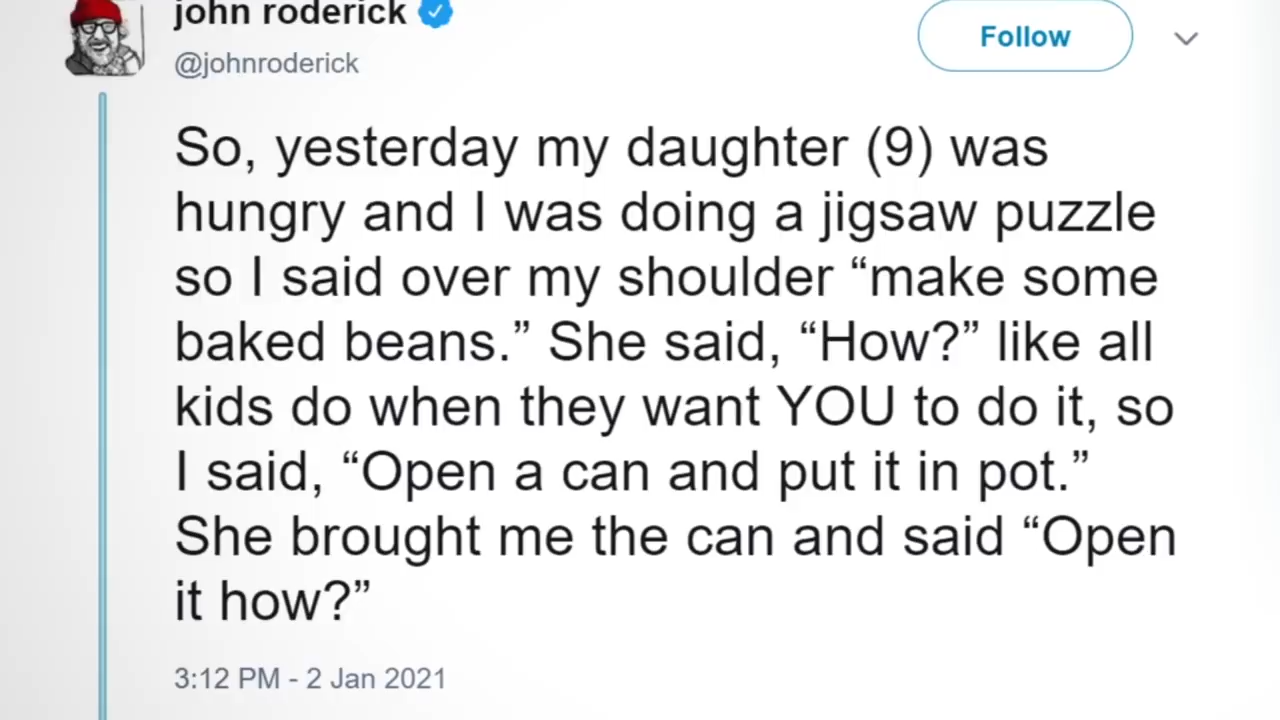 john roderick
@johnroderick
Follow
So, yesterday my daughter (9) was
hungry and I was doing a jigsaw puzzle
so I said over my shoulder “make some
baked beans.” She said, “How?” like all
kids do when they want YOU to do it, so
I said, “Open a can and put it in pot.”
She brought me the can and said “Open
it how?”
3:12 PM - 2 Jan 2021